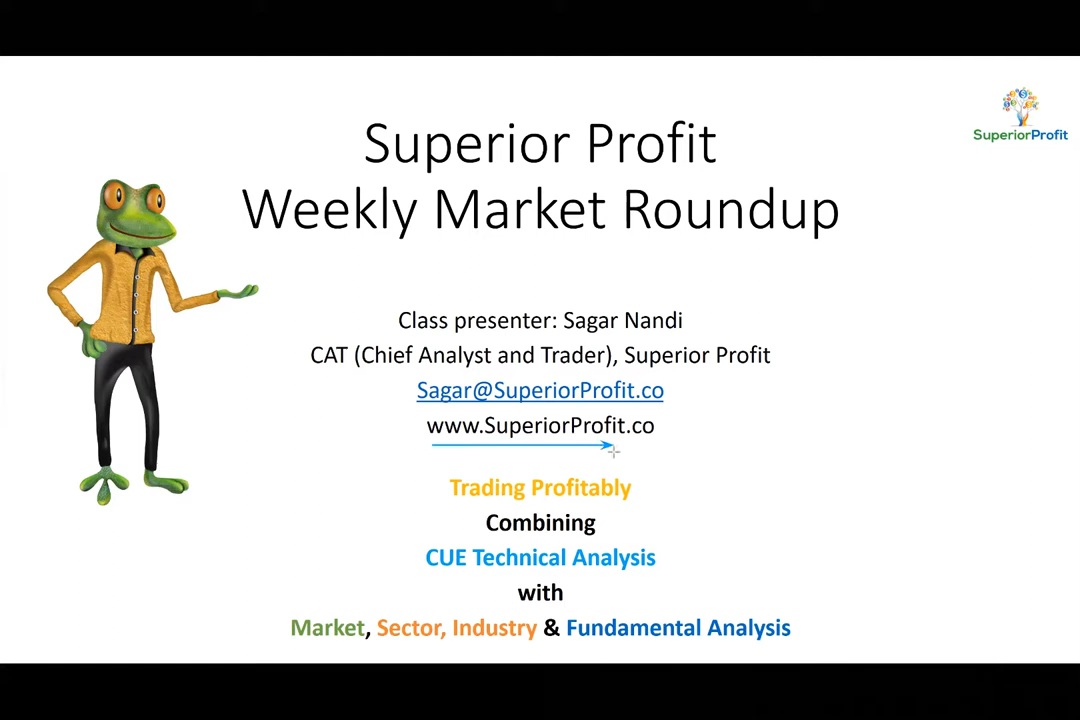 Superior Profit
Weekly Market Roundup
SuperiorProfit
Class presenter: Sagar Nandi
CAT (Chief Analyst and Trader), Superior Profit
Sagar@SuperiorProfit.co
www.SuperiorProfit.co
Trading Profitably
Combining
CUE Technical Analysis
with
Market, Sector, Industry & Fundamental Analysis